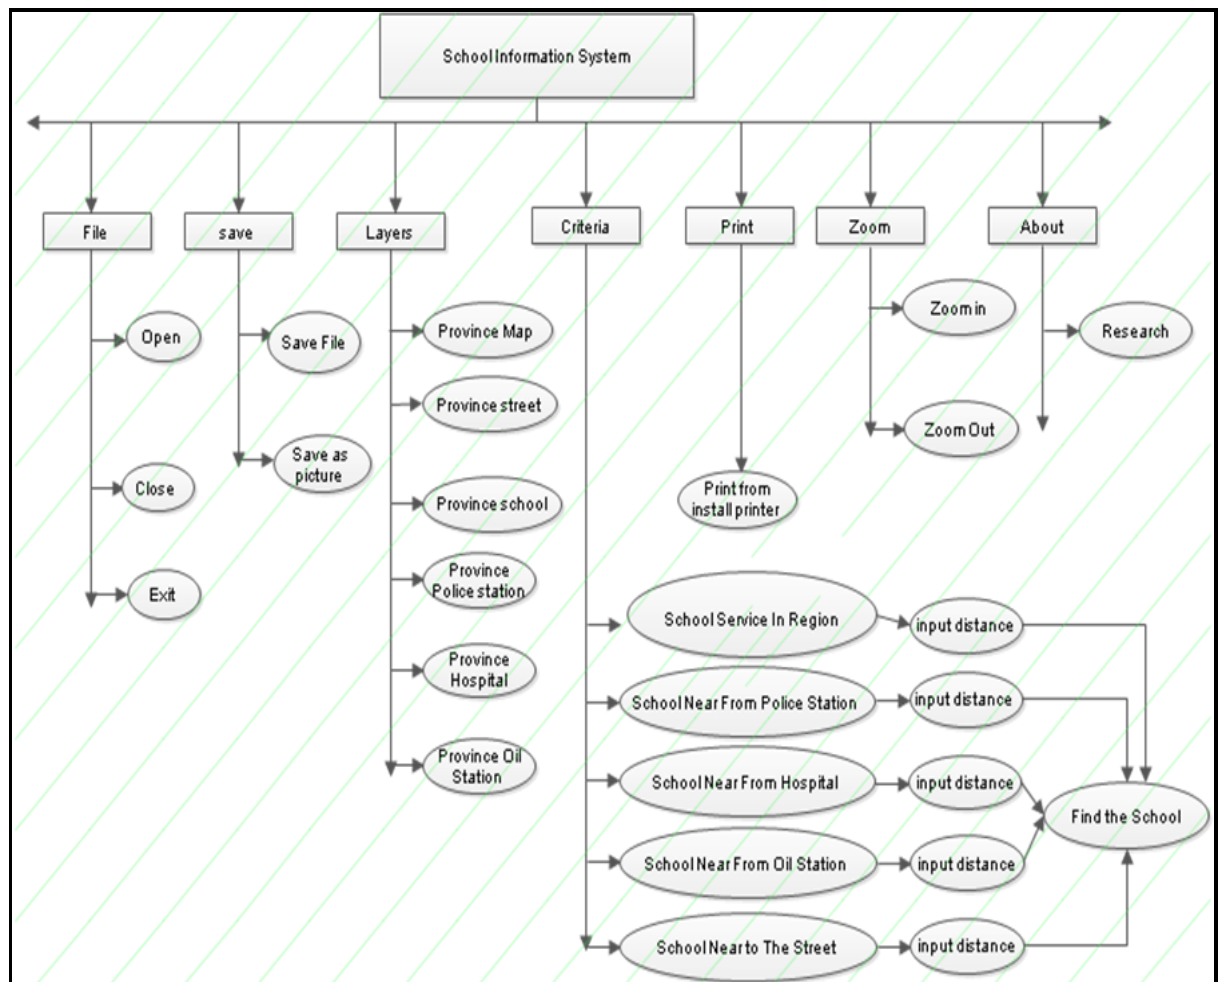 School Information System
File
save
Layers
Criteria
Print
Zoom
About
Open
Close
Exit
Save File
Save as
picture
Province Map
Province street
Province school
Province
Police station
Province
Hospital
Province Oil
Station
Print from
install printer
Zoom in
Zoom Out
Research
School Service In Region
input distance
School Near From Police Station
input distance
School Near From Hospital
input distance
School Near From Oil Station
input distance
School Near to The Street
input distance
Find the School